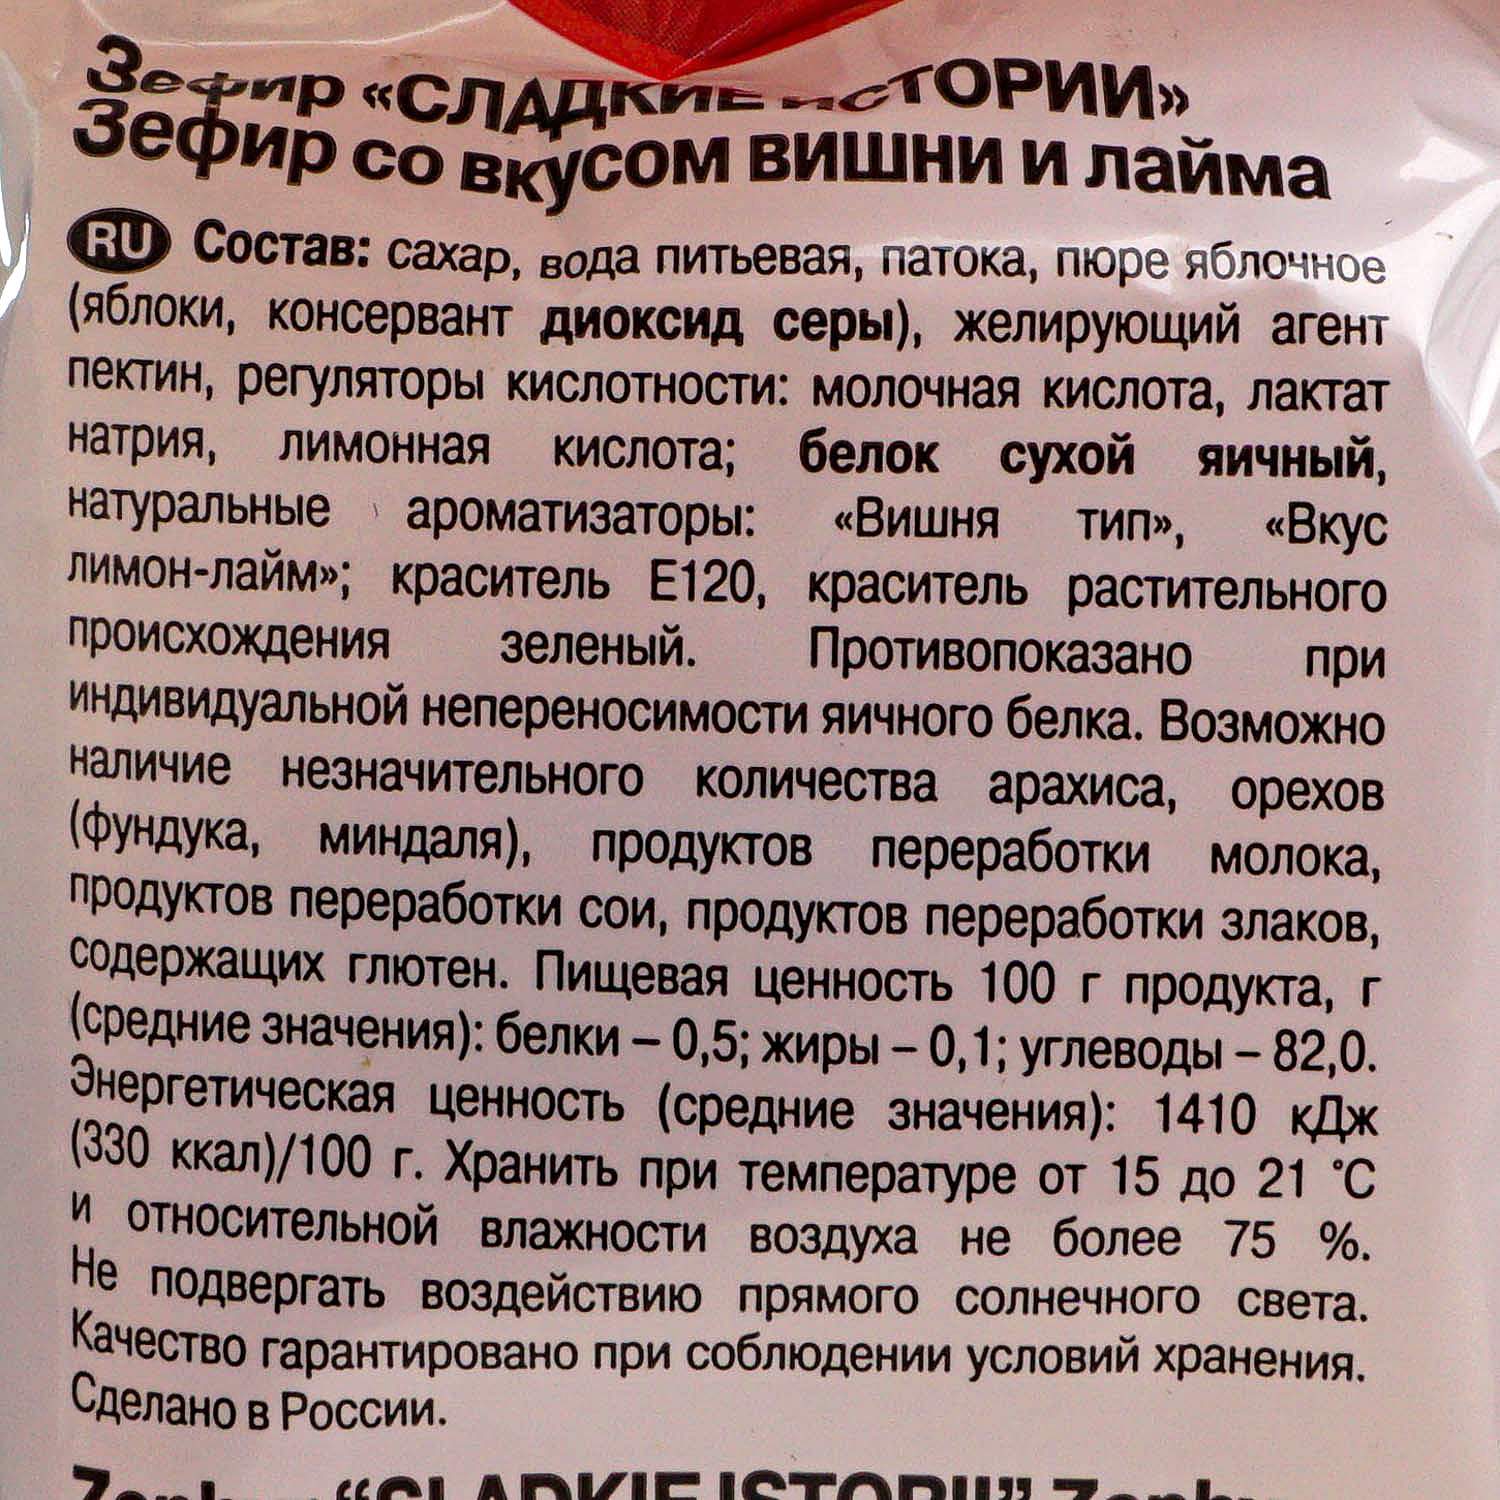 Зефир «СЛАДКИЕ ИСТОРИИ»
Зефир со вкусом вишни и лайма
RU Состав: сахар, вода питьевая, патока, пюре яблочное
(яблоки, консервант диоксид серы), желирующий агент
пектин, регуляторы кислотности: молочная кислота, лактат
натрия, лимонная кислота; белок сухой яичный,
натуральные ароматизаторы: «Вишня тип», «Вкус
лимон-лайм»; краситель Е120, краситель растительного
происхождения зеленый. Противопоказано при
индивидуальной непереносимости яичного белка. Возможно
наличие незначительного количества арахиса, орехов
(фундука, миндаля), продуктов переработки молока,
продуктов переработки сои, продуктов переработки злаков,
содержащих глютен. Пищевая ценность 100 г продукта, г
(средние значения): белки – 0,5; жиры – 0,1; углеводы – 82,0.
Энергетическая ценность (средние значения): 1410 кДж
(330 ккал)/100 г. Хранить при температуре от 15 до 21 °С
и относительной влажности воздуха не более 75 %.
Не подвергать воздействию прямого солнечного света.
Качество гарантировано при соблюдении условий хранения.
Сделано в России.
“SLADKIE ISTORII”